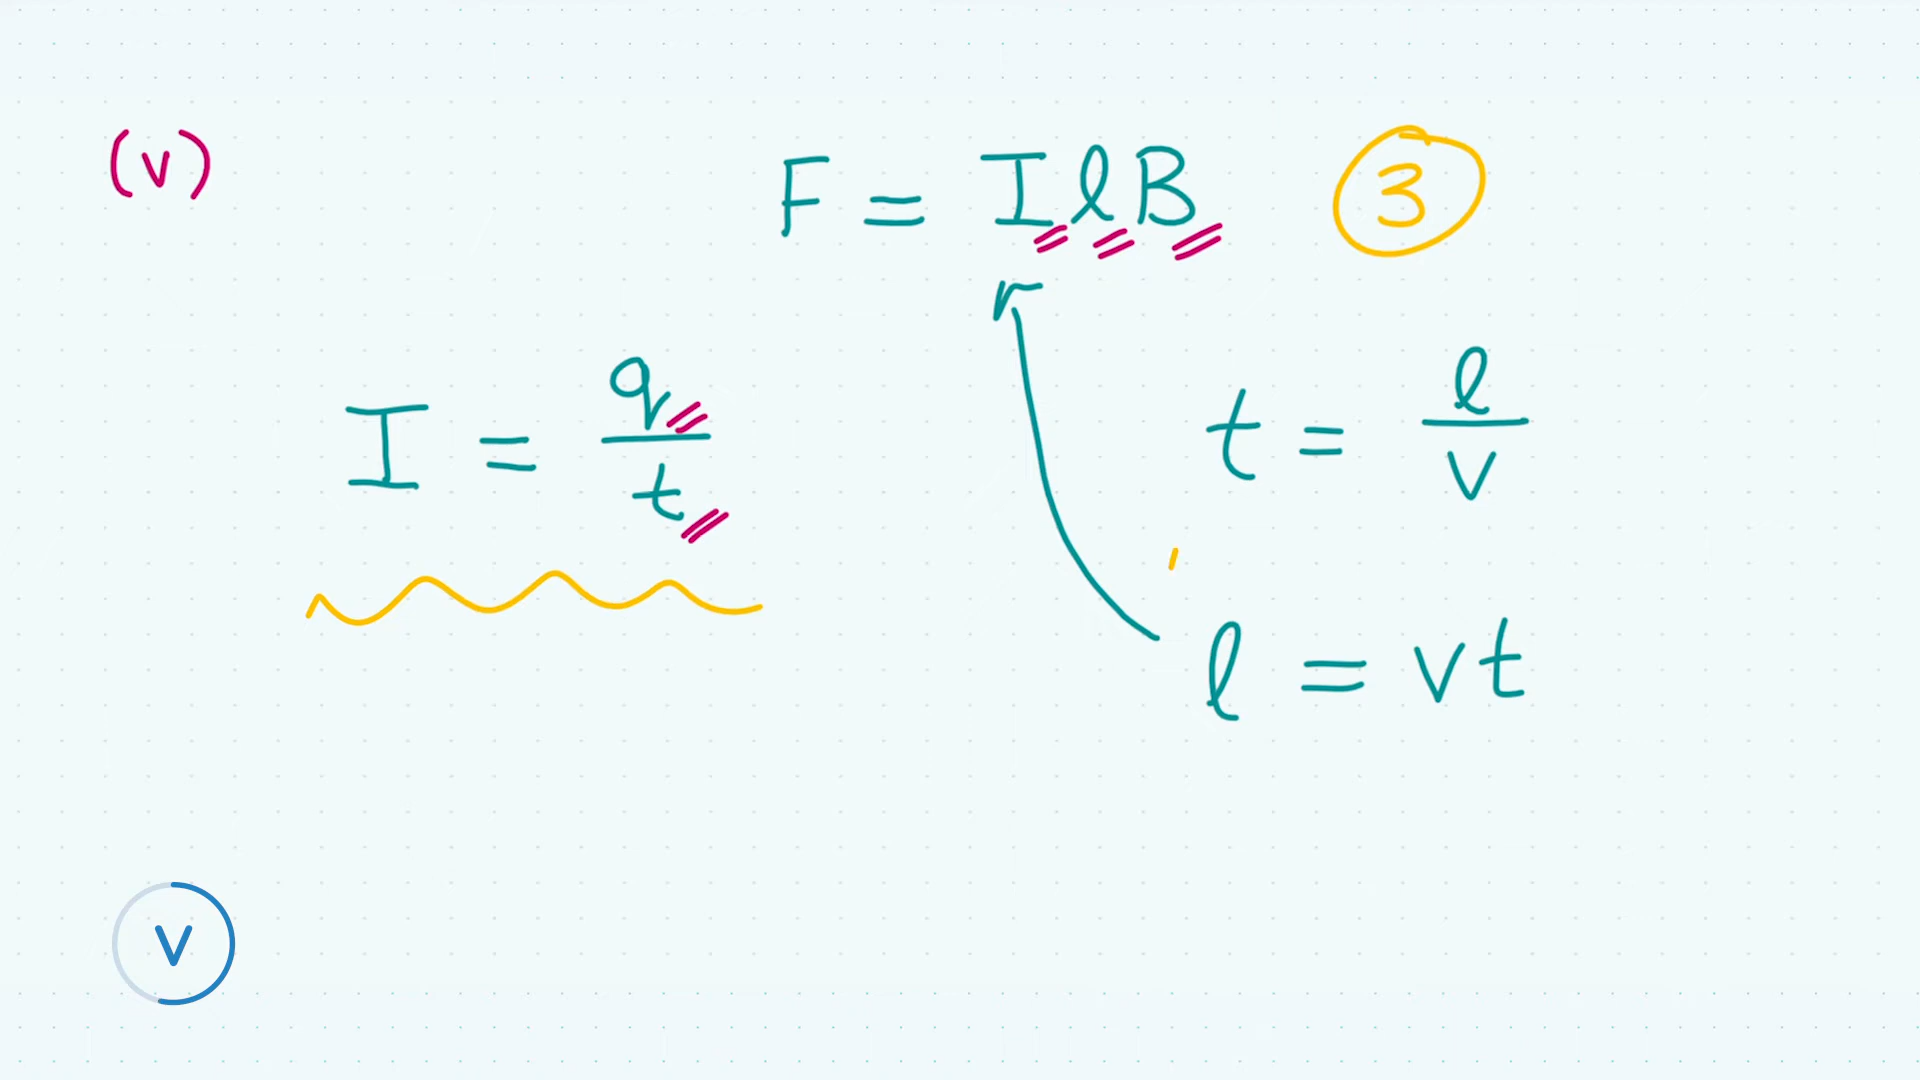 (v) F = IlB 3
I = q/t t = l/v
l = vt
v